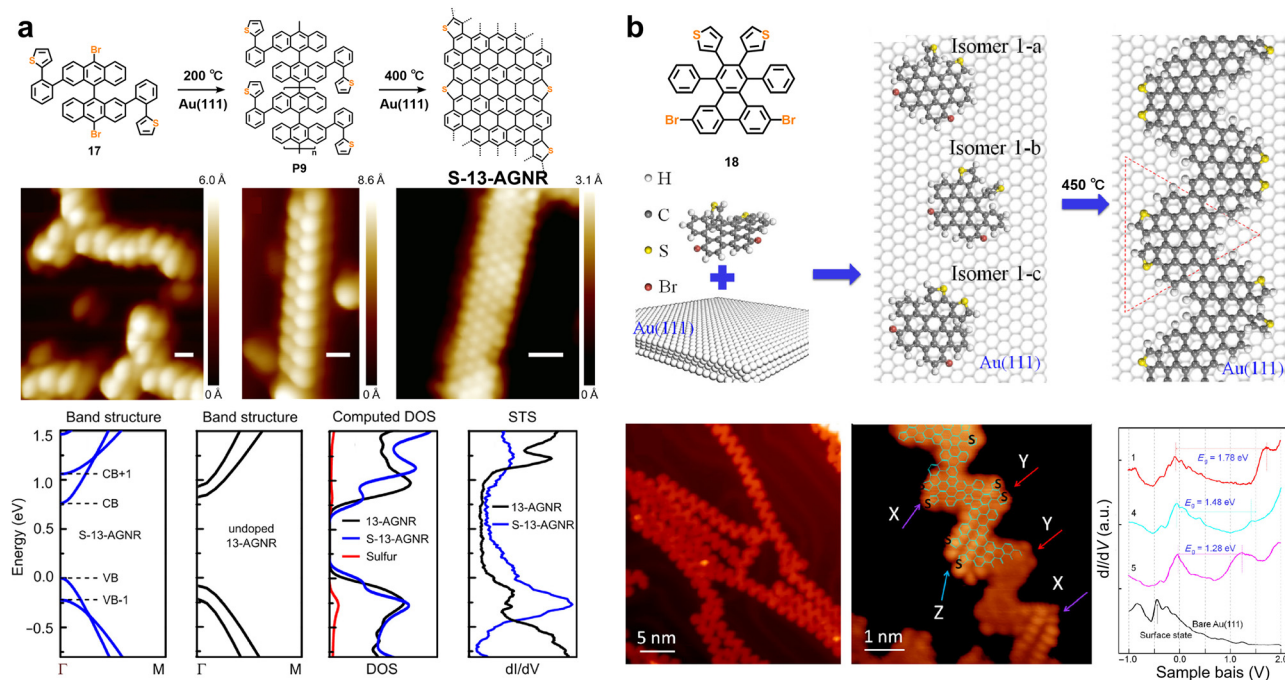 a
Br
S
S
Br
17
200 ℃
Au(111)
S
S
S
S
n
P9
400 ℃
Au(111)
S
S
S
S
S-13-AGNR
6.0 Å
0 Å
8.6 Å
0 Å
3.1 Å
0 Å
Band structure
Band structure
Computed DOS
STS
Energy (eV)
1.5
1.0
0.5
0.0
−0.5
CB+1
CB
S-13-AGNR
VB
VB-1
Γ
M
undoped
13-AGNR
Γ
M
13-AGNR
S-13-AGNR
Sulfur
DOS
13-AGNR
S-13-AGNR
dI/dV
b
S
S
Br
Br
18
H
C
S
Br
Au(111)
Isomer 1-a
Isomer 1-b
Isomer 1-c
Au(111)
450 ℃
Au(111)
5 nm
S
S
S
S
S
S
Y
X
Y
X
Z
1 nm
dI/dV (a.u.)
1
Eg = 1.78 eV
4
Eg = 1.48 eV
5
Eg = 1.28 eV
Bare Au(111)
Surface state
−1.0
0.0
1.0
2.0
Sample bais (V)